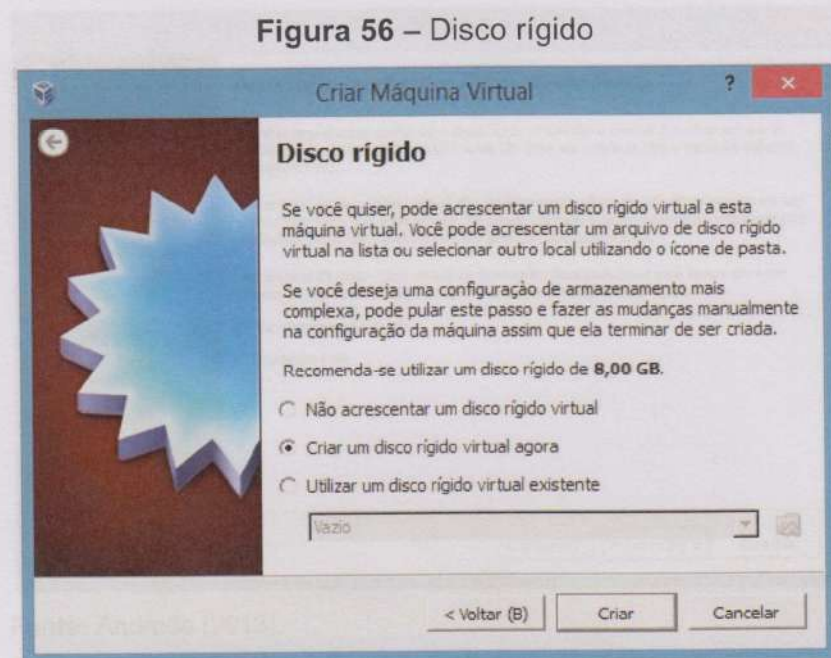 Figura 56 – Disco rígido
Criar Máquina Virtual
?
Disco rígido
Se você quiser, pode acrescentar um disco rígido virtual a esta
máquina virtual. Você pode acrescentar um arquivo de disco rígido
virtual na lista ou selecionar outro local utilizando o ícone de pasta.
Se você deseja uma configuração de armazenamento mais
complexa, pode pular este passo e fazer as mudanças manualmente
na configuração da máquina assim que ela terminar de ser criada.
Recomenda-se utilizar um disco rígido de 8,00 GB.
Não acrescentar um disco rígido virtual
Criar um disco rígido virtual agora
Utilizar um disco rígido virtual existente
Vazio
< Voltar (B)
Criar
Cancelar